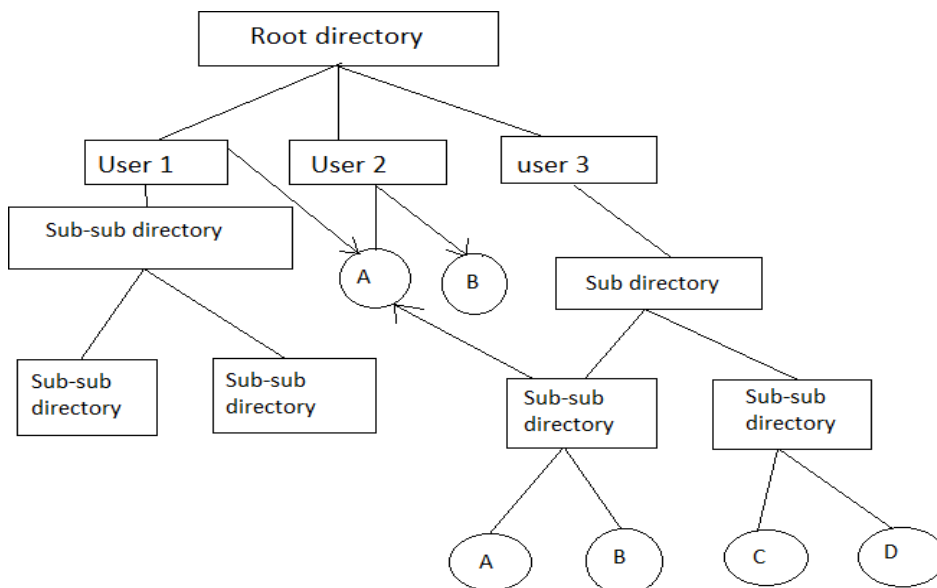 Root directory
User 1
User 2
user 3
Sub-sub directory
A
B
Sub directory
Sub-sub
directory
Sub-sub
directory
Sub-sub
directory
Sub-sub
directory
A
B
C
D